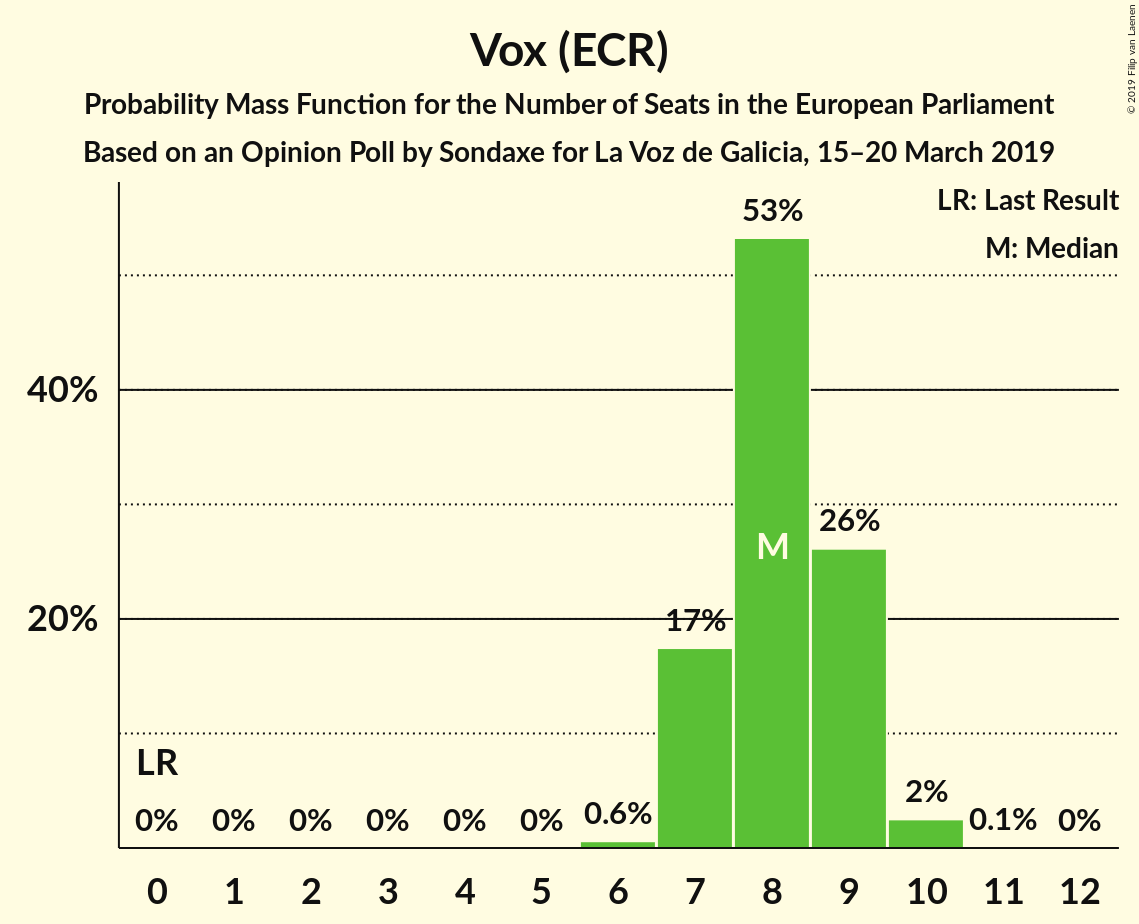 Vox (ECR)
Probability Mass Function for the Number of Seats in the European Parliament
Based on an Opinion Poll by Sondaxe for La Voz de Galicia, 15–20 March 2019
© 2019 Filip van Laenen
LR: Last Result
M: Median
53%
40%
26%
M
20%
17%
LR
0% 0% 0% 0% 0% 0% 0.6% 2% 0.1% 0%
0 1 2 3 4 5 6 7 8 9 10 11 12